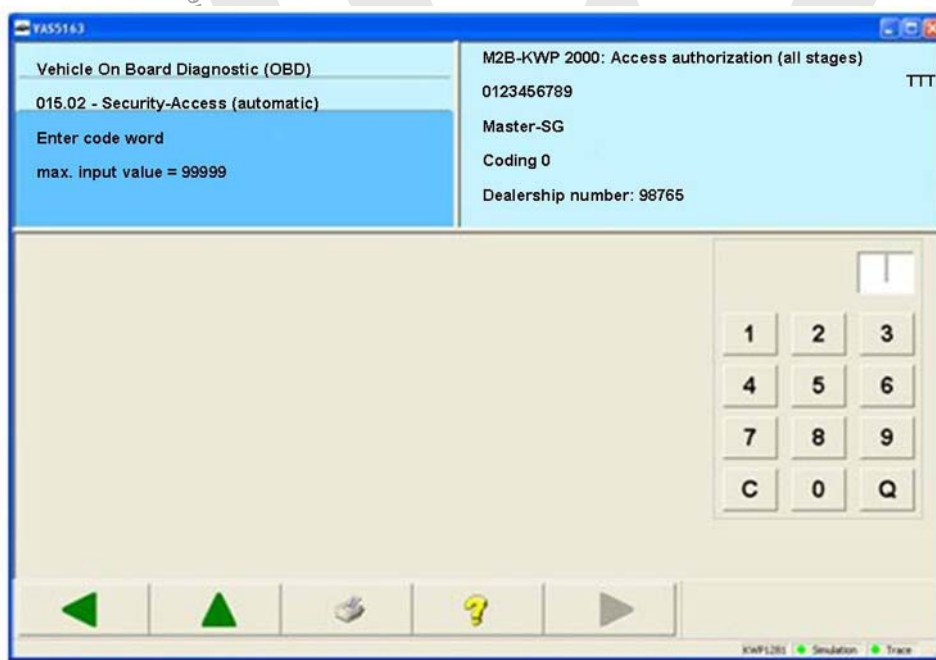 VAS5163
Vehicle On Board Diagnostic (OBD)
015.02 - Security-Access (automatic)
Enter code word
max. input value = 99999
M2B-KWP 2000: Access authorization (all stages)
TTT
0123456789
Master-SG
Coding 0
Dealership number: 98765
1 2 3
4 5 6
7 8 9
C 0 Q
?
KWP1281 Simulation Trace